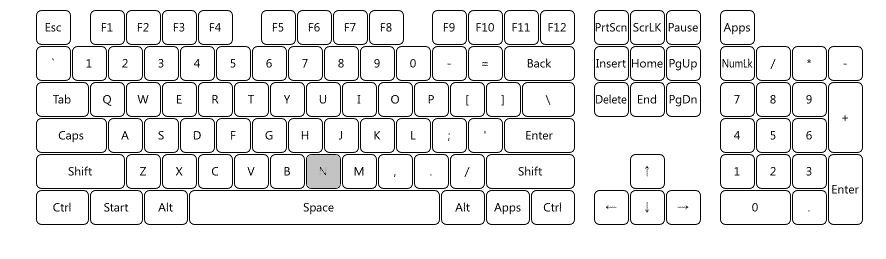 Esc F1 F2 F3 F4 F5 F6 F7 F8 F9 F10 F11 F12 PrtScn ScrLK Pause Apps
` 1 2 3 4 5 6 7 8 9 0 - = Back Insert Home PgUp NumLk / * -
Tab Q W E R T Y U I O P [ ] \ Delete End PgDn 7 8 9 +
Caps A S D F G H J K L ; ' Enter 4 5 6
Shift Z X C V B N M , . / Shift ↑ 1 2 3 Enter
Ctrl Start Alt Space Alt Apps Ctrl ← ↓ → 0 .